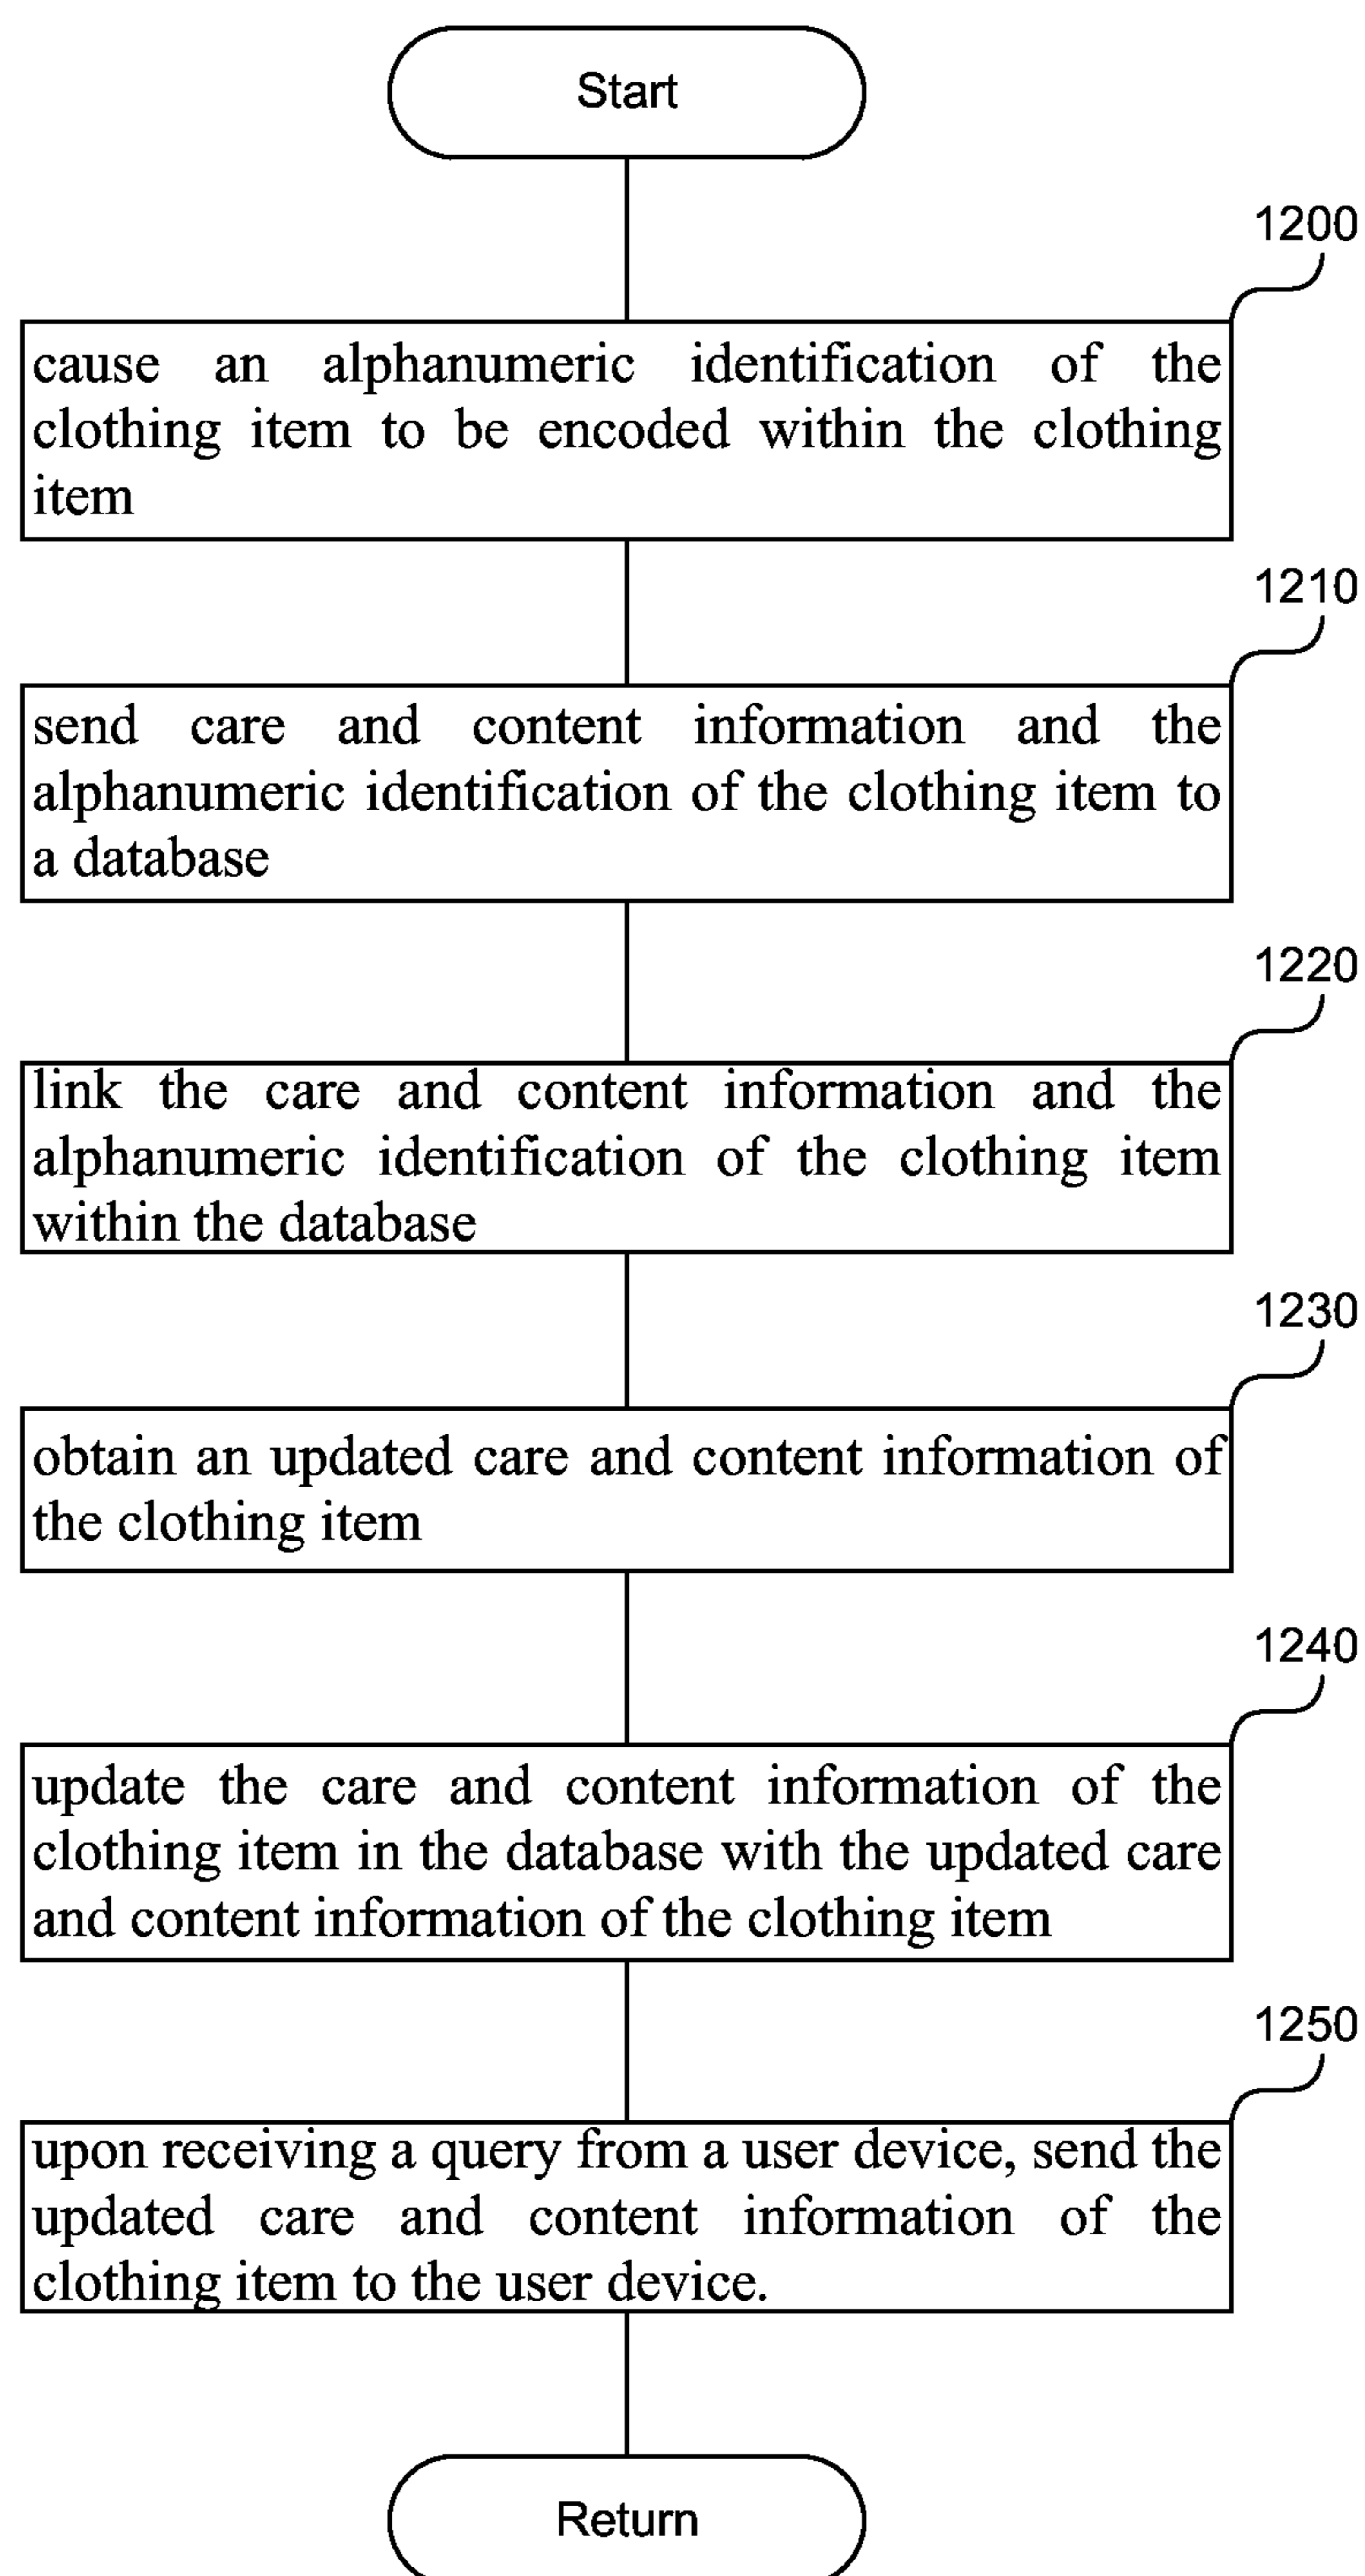 Start
1200
cause an alphanumeric identification of the
clothing item to be encoded within the clothing
item
1210
send care and content information and the
alphanumeric identification of the clothing item to
a database
1220
link the care and content information and the
alphanumeric identification of the clothing item
within the database
1230
obtain an updated care and content information of
the clothing item
1240
update the care and content information of the
clothing item in the database with the updated care
and content information of the clothing item
1250
upon receiving a query from a user device, send the
updated care and content information of the
clothing item to the user device.
Return